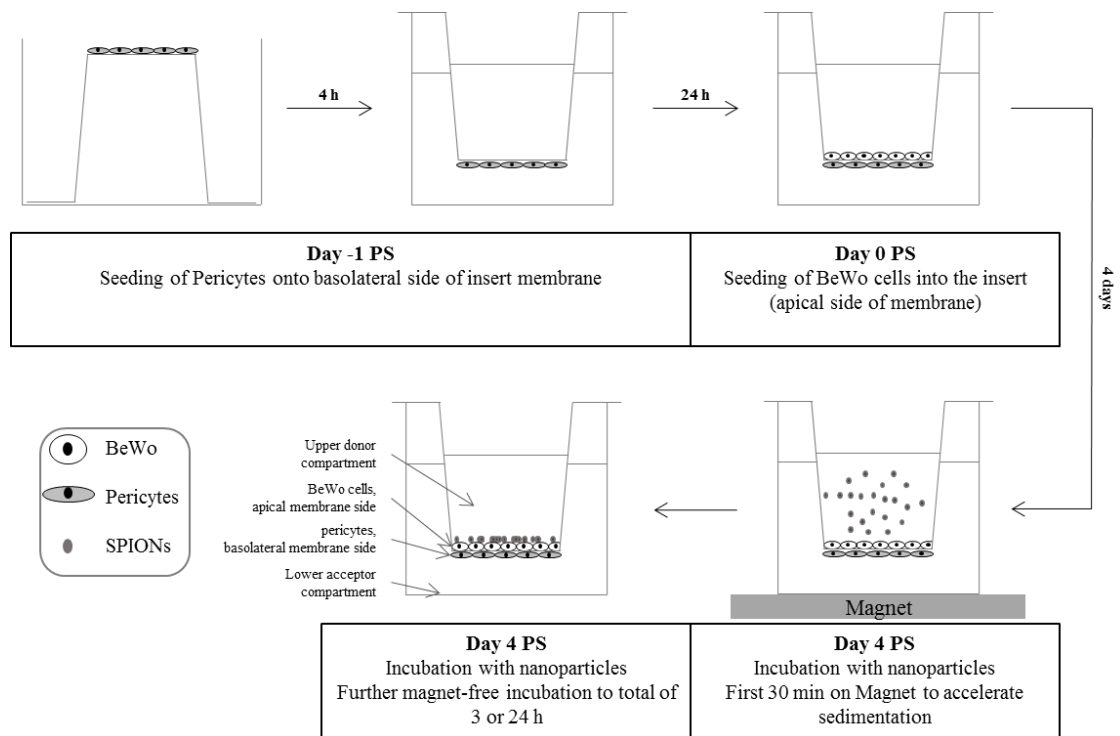 4 h
24 h
Day -1 PS
Seeding of Pericytes onto basolateral side of insert membrane
Day 0 PS
Seeding of BeWo cells into the insert
(apical side of membrane)
4 days
BeWo
Pericytes
SPIONs
Upper donor
compartment
BeWo cells,
apical membrane side
pericytes,
basolateral membrane side
Lower acceptor
compartment
Magnet
Day 4 PS
Incubation with nanoparticles
Further magnet-free incubation to total of
3 or 24 h
Day 4 PS
Incubation with nanoparticles
First 30 min on Magnet to accelerate
sedimentation